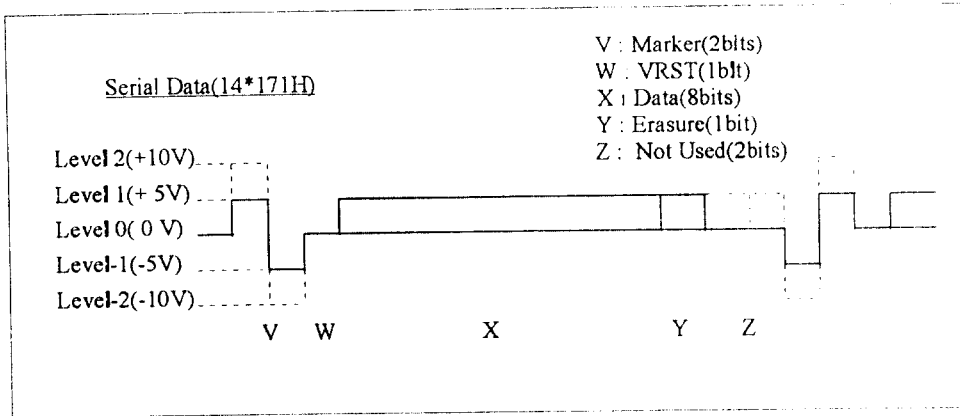 V : Marker(2bits)
W : VRST(1bit)
Serial Data(14*171H)
X : Data(8bits)
Y : Erasure(1bit)
Z : Not Used(2bits)
Level 2(+10V)
Level 1(+ 5V)
Level 0( 0 V)
Level-1(-5V)
Level-2(-10V)
V W X Y Z